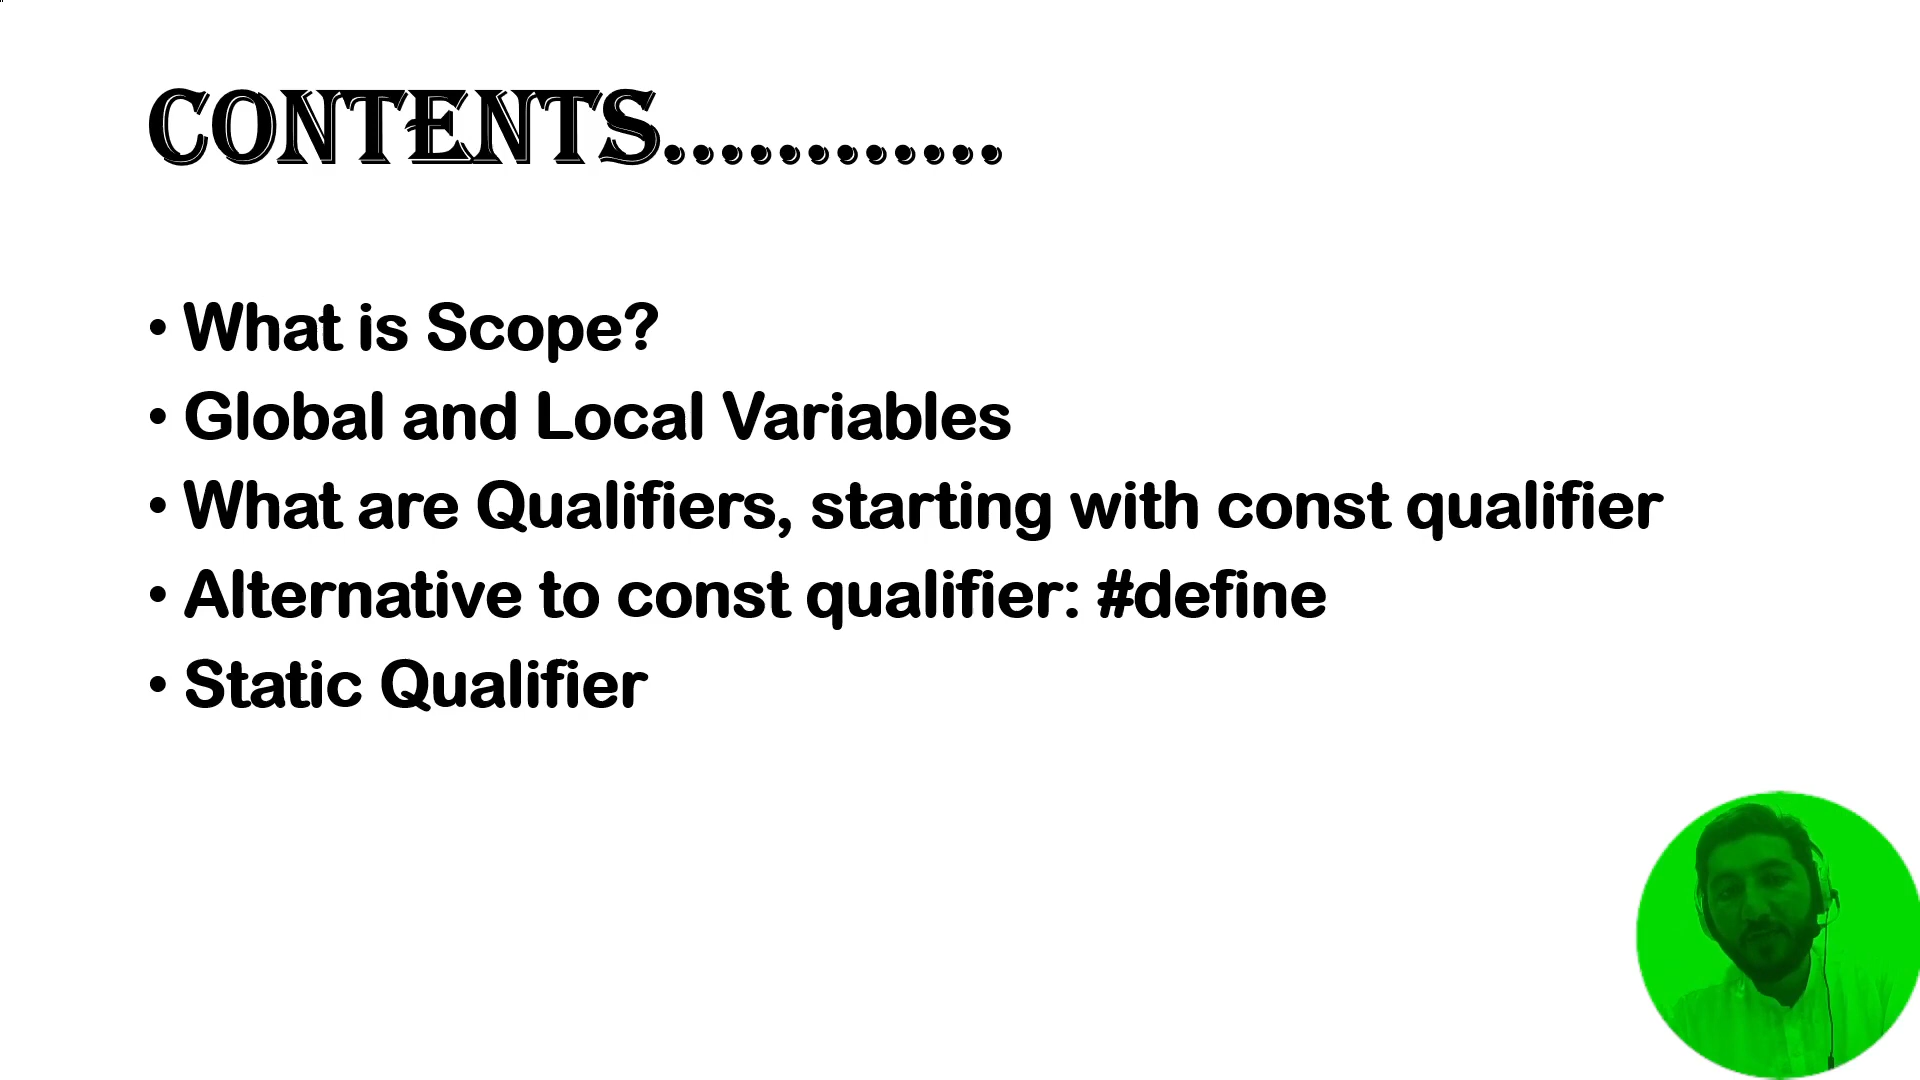 CONTENTS............
• What is Scope?
• Global and Local Variables
• What are Qualifiers, starting with const qualifier
• Alternative to const qualifier: #define
• Static Qualifier